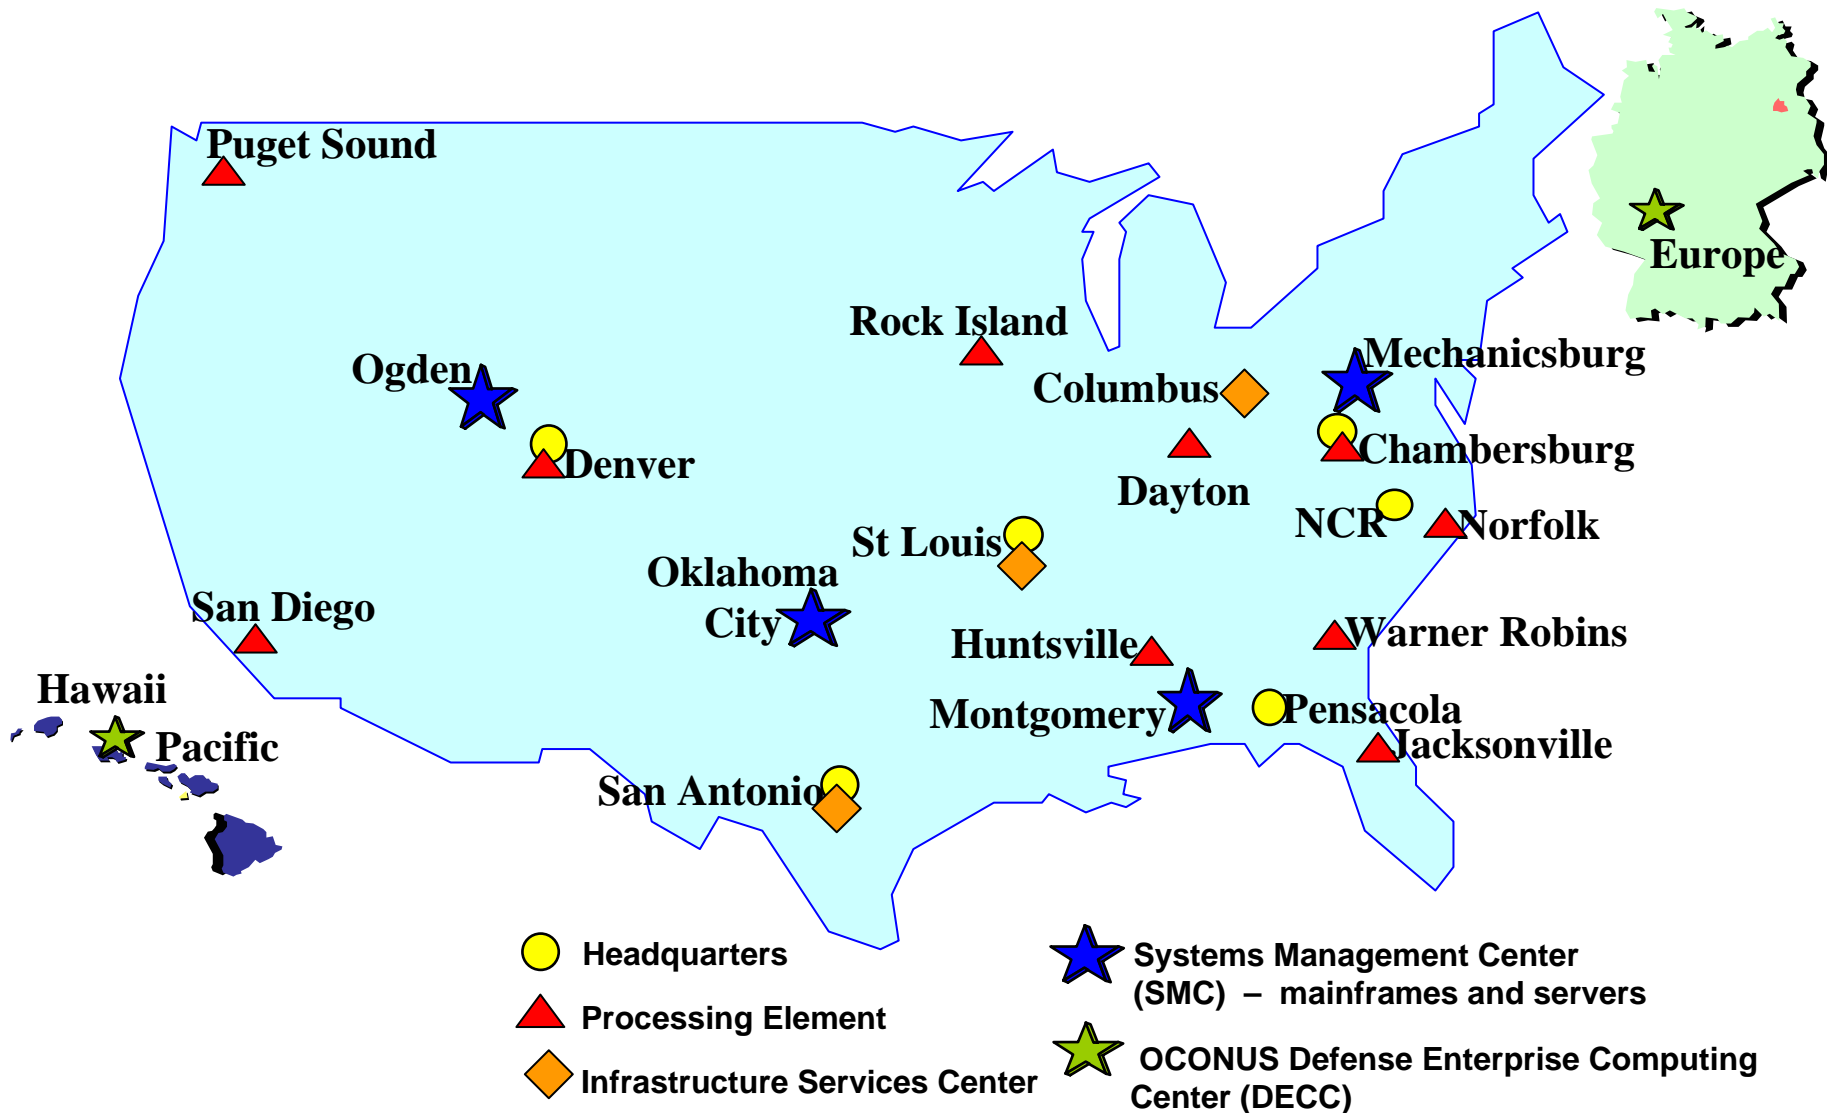 Puget Sound
Europe
Rock Island
Mechanicsburg
Ogden
Columbus
Denver
Chambersburg
Dayton
NCR
Norfolk
St Louis
Oklahoma
City
San Diego
Huntsville
Warner Robins
Hawaii
Montgomery
Pensacola
Pacific
Jacksonville
San Antonio
Headquarters
Processing Element
Infrastructure Services Center
Systems Management Center
(SMC) – mainframes and servers
OCONUS Defense Enterprise Computing
Center (DECC)